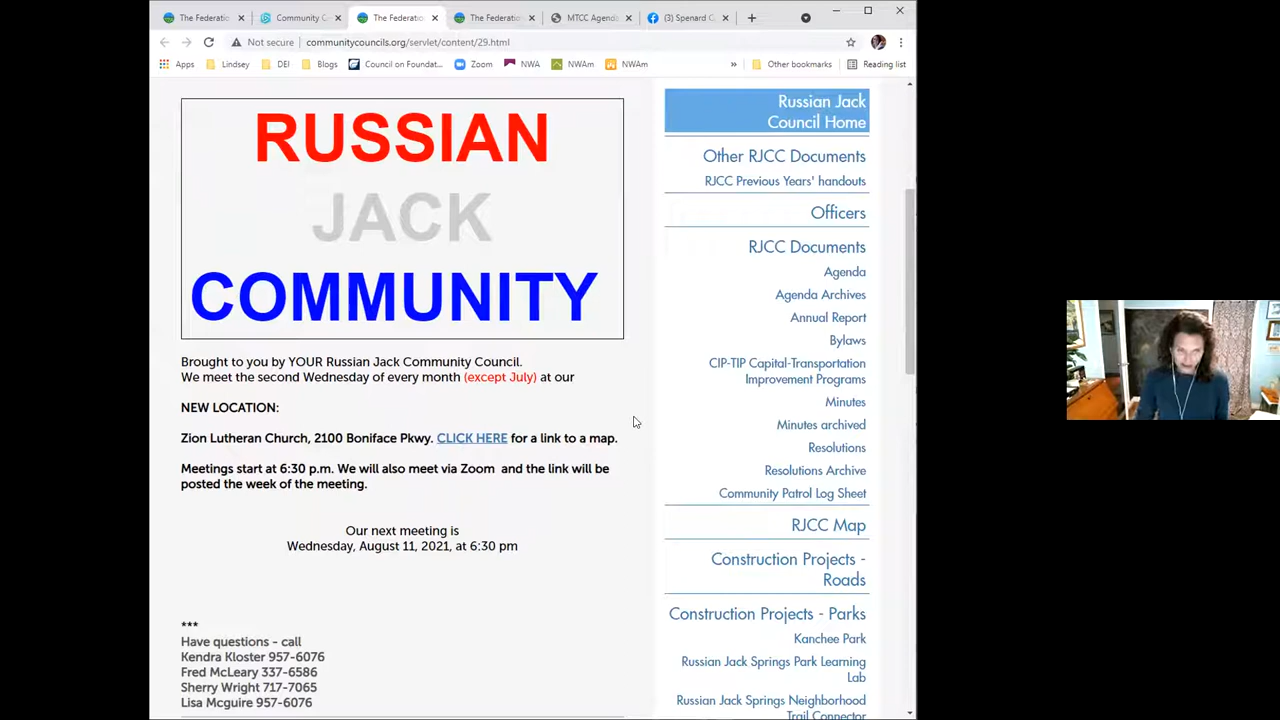 The Federatio
Community C
The Federatio
The Federatio
MTCC Agenda
(3) Spenard C
Not secure
communitycouncils.org/servlet/content/29.html
Apps
Lindsey
DEI
Blogs
Council on Foundat...
Zoom
NWA
NWAm
NWAm
»
Other bookmarks
Reading list
RUSSIAN
JACK
COMMUNITY
Brought to you by YOUR Russian Jack Community Council.
We meet the second Wednesday of every month (except July) at our
NEW LOCATION:
Zion Lutheran Church, 2100 Boniface Pkwy. CLICK HERE for a link to a map.
Meetings start at 6:30 p.m. We will also meet via Zoom and the link will be
posted the week of the meeting.
Our next meeting is
Wednesday, August 11, 2021, at 6:30 pm
***
Have questions - call
Kendra Kloster 957-6076
Fred McLeary 337-6586
Sherry Wright 717-7065
Lisa Mcguire 957-6076
Russian Jack
Council Home
Other RJCC Documents
RJCC Previous Years' handouts
Officers
RJCC Documents
Agenda
Agenda Archives
Annual Report
Bylaws
CIP-TIP Capital-Transportation
Improvement Programs
Minutes
Minutes archived
Resolutions
Resolutions Archive
Community Patrol Log Sheet
RJCC Map
Construction Projects -
Roads
Construction Projects - Parks
Kanchee Park
Russian Jack Springs Park Learning
Lab
Russian Jack Springs Neighborhood
Trail Connector